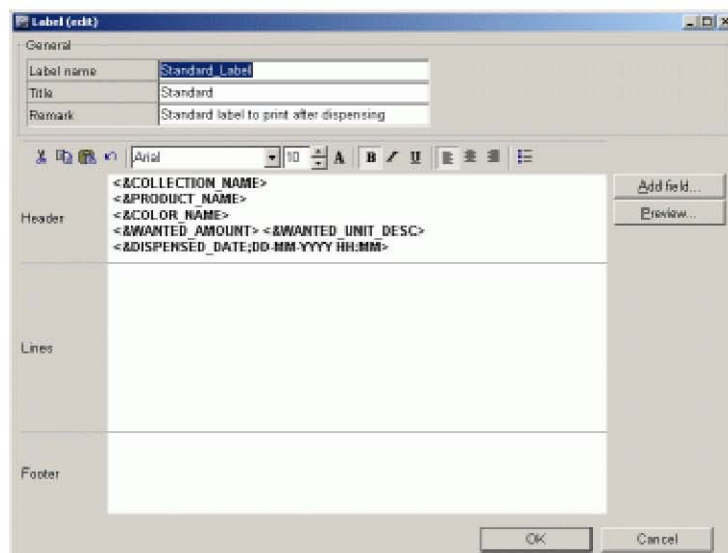 Label (edit)
General
Label name Standard_Label
Title Standard
Remark Standard label to print after dispensing
Arial 10 A B I U
Header
<&COLLECTION_NAME>
<&PRODUCT_NAME>
<&COLOR_NAME>
<&WANTED_AMOUNT> <&WANTED_UNIT_DESC>
<&DISPENSED_DATE;DD-MM-YYYY HH:MM>
Add field...
Preview...
Lines
Footer
OK Cancel